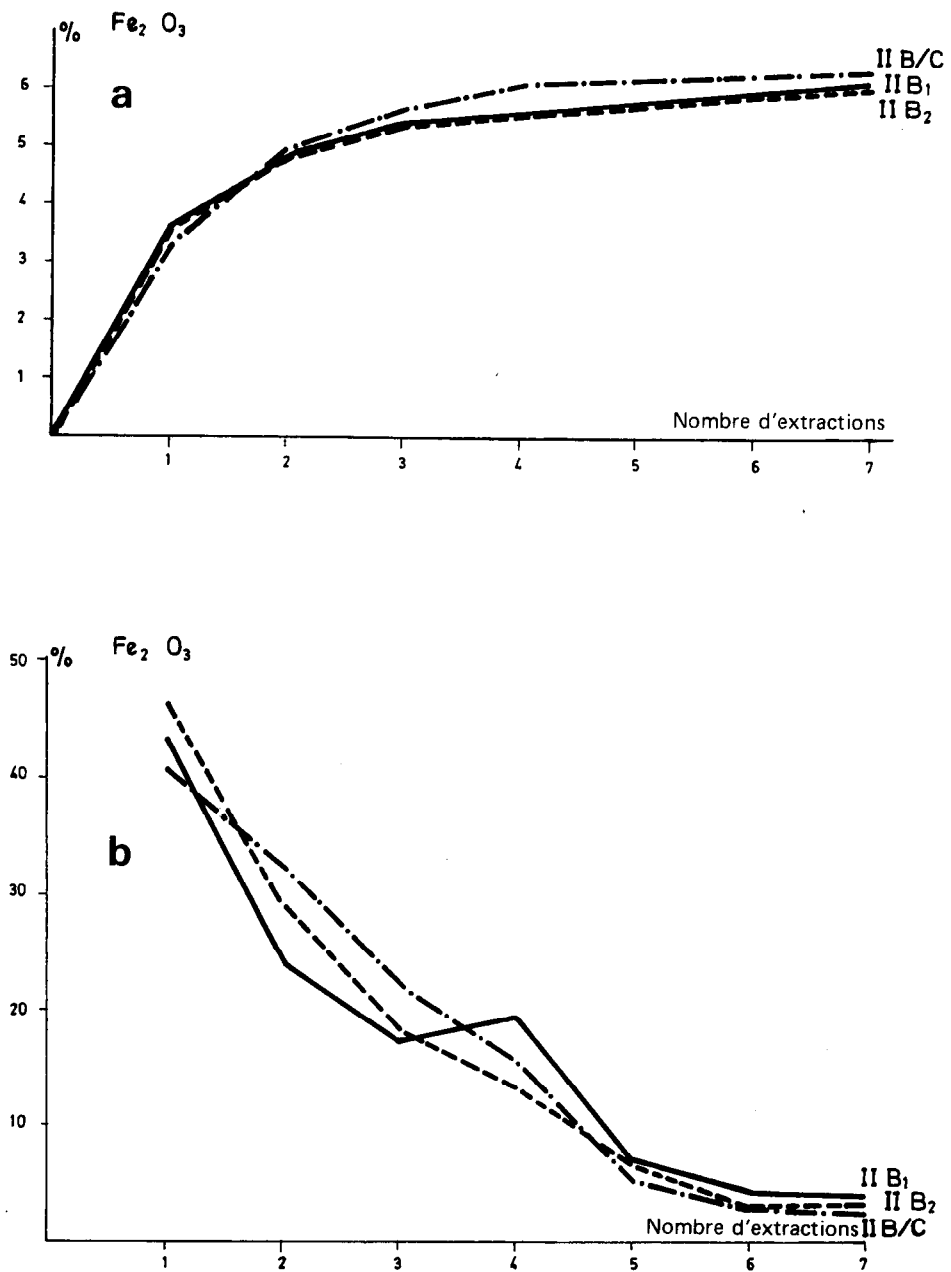 % Fe₂ O₃
a
6
5
4
3
2
1
II B/C
II B₁
II B₂
Nombre d'extractions
1 2 3 4 5 6 7
% Fe₂ O₃
b
50
40
30
20
10
II B₁
II B₂
II B/C
Nombre d'extractions
1 2 3 4 5 6 7